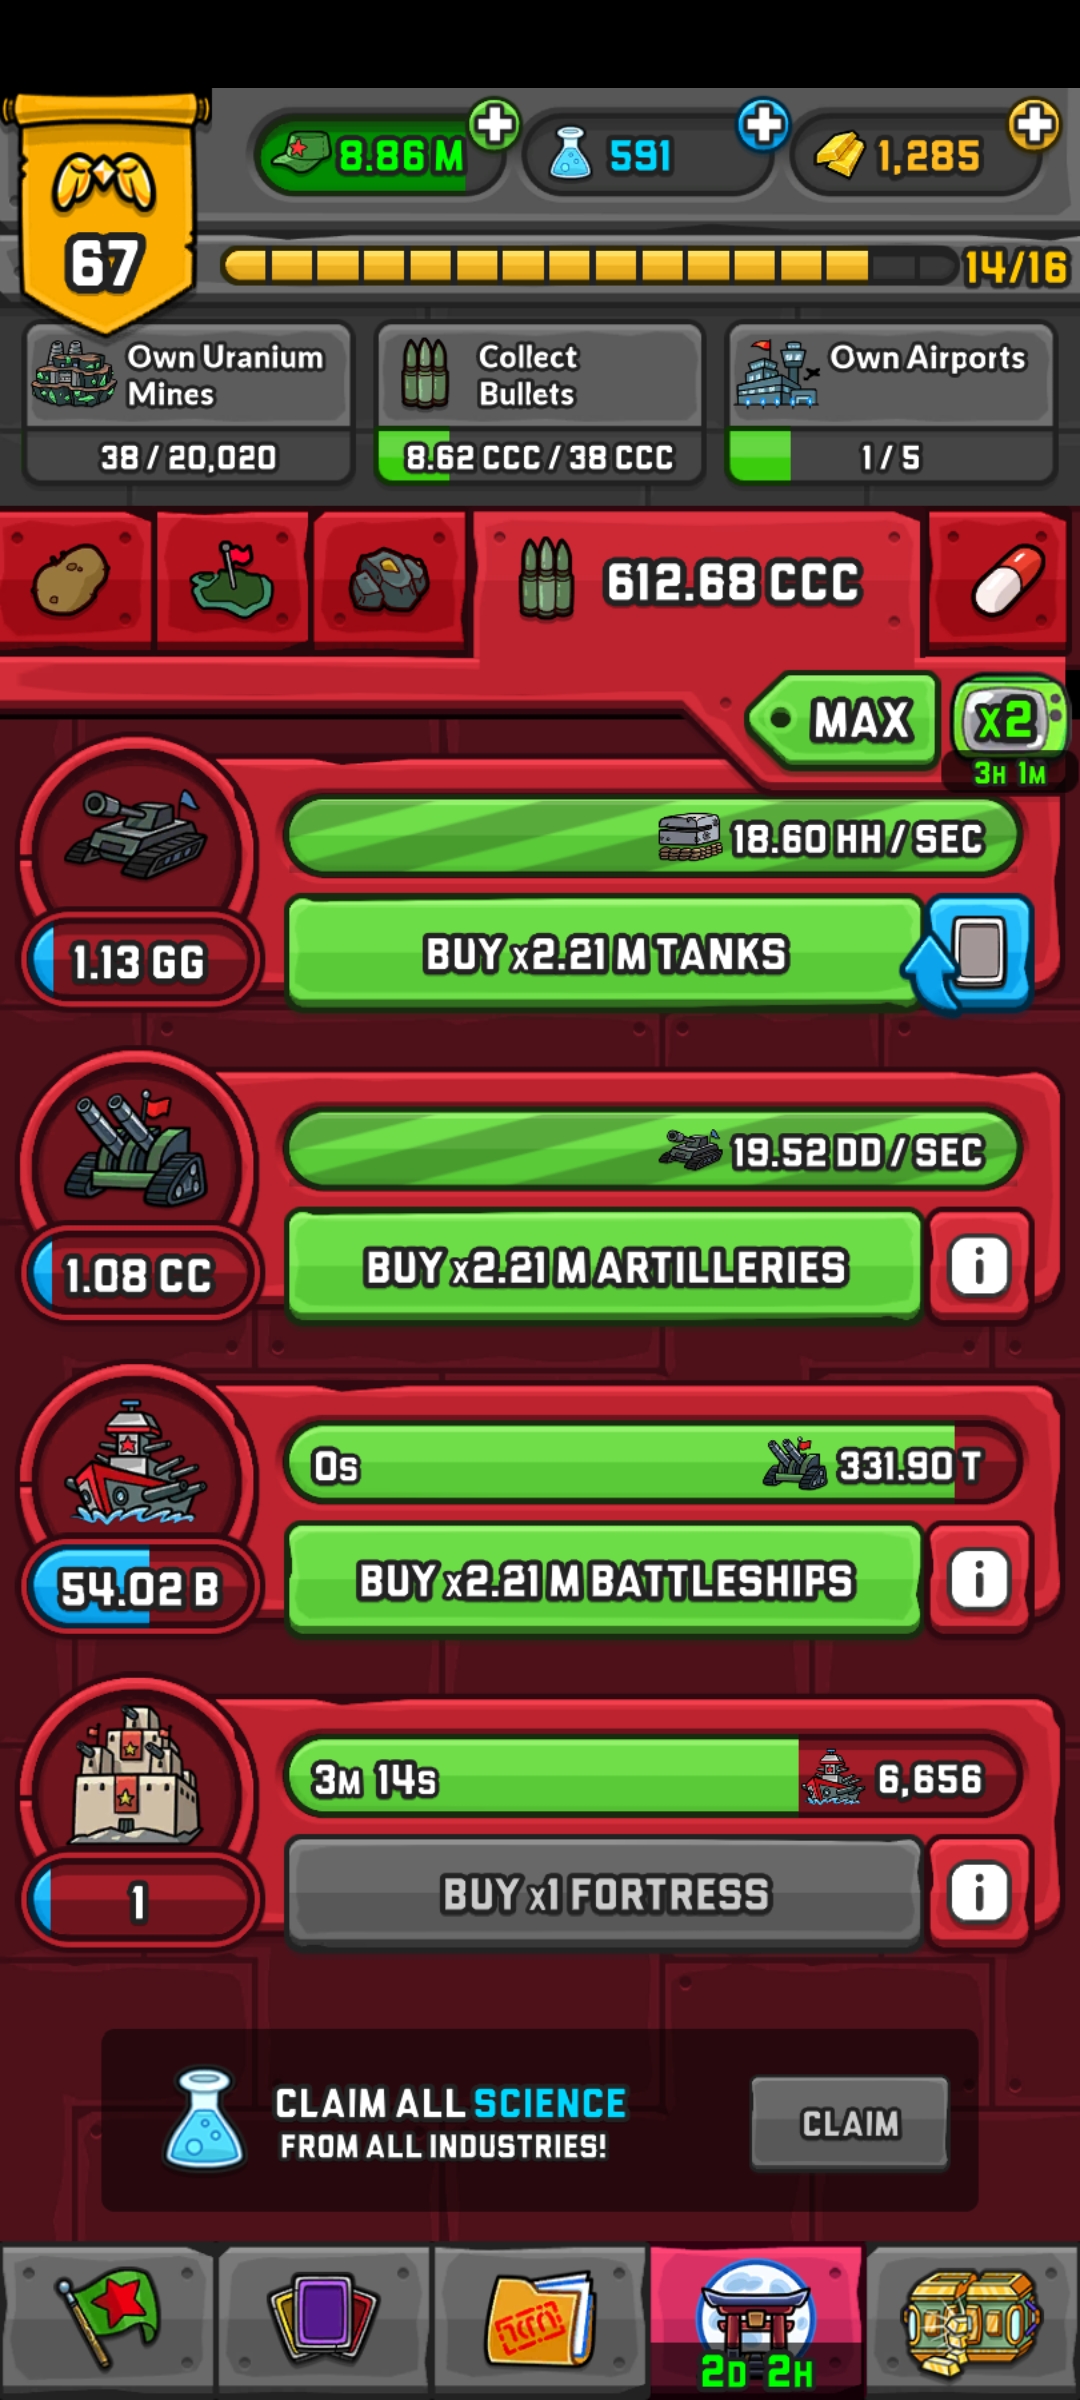 8.86 M
591
1,285
67
14/16
Own Uranium
Mines
38 / 20,020
Collect
Bullets
8.62 CCC / 38 CCC
Own Airports
1 / 5
612.68 CCC
MAX
x2
3H 1M
18.60 HH / SEC
1.13 GG
BUY x2.21 M TANKS
19.52 DD / SEC
1.08 CC
BUY x2.21 M ARTILLERIES
i
0s
331.90 T
54.02 B
BUY x2.21 M BATTLESHIPS
i
3M 14s
6,656
1
BUY x1 FORTRESS
i
CLAIM ALL SCIENCE
FROM ALL INDUSTRIES!
CLAIM
2D 2H